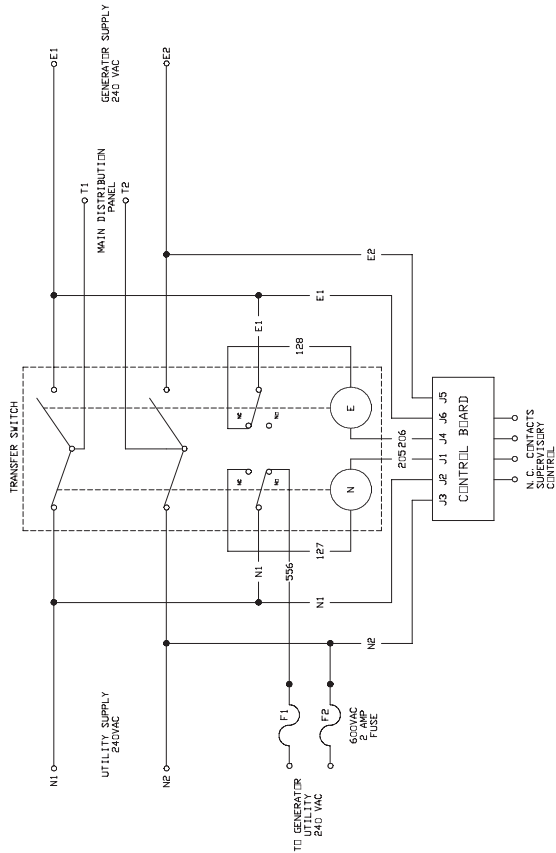 GENERATOR SUPPLY
240 VAC
E1
E2
T1
T2
MAIN DISTRIBUTION
PANEL
TRANSFER SWITCH
E1
E2
E1
128
NC
NO
NC
NO
E
N
205
206
J3
J2
J1
J4
J6
J5
CONTROL BOARD
N.C. CONTACTS
SUPERVISORY
CONTROL
127
N1
556
N1
N2
UTILITY SUPPLY
240VAC
N1
N2
F1
F2
600VAC
2 AMP
FUSE
TO GENERATOR
UTILITY
240 VAC